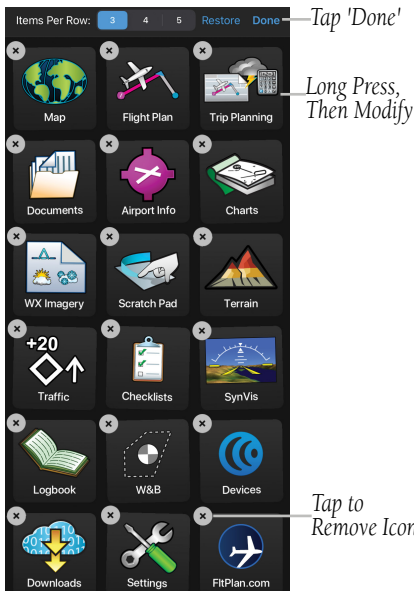 Items Per Row: 3 4 5 Restore Done
Tap 'Done'
Map Flight Plan Trip Planning
Long Press,
Then Modify
Documents Airport Info Charts
WX Imagery Scratch Pad Terrain
+20
Traffic Checklists SynVis
Logbook W&B Devices
Tap to
Remove Icon
Downloads Settings FltPlan.com